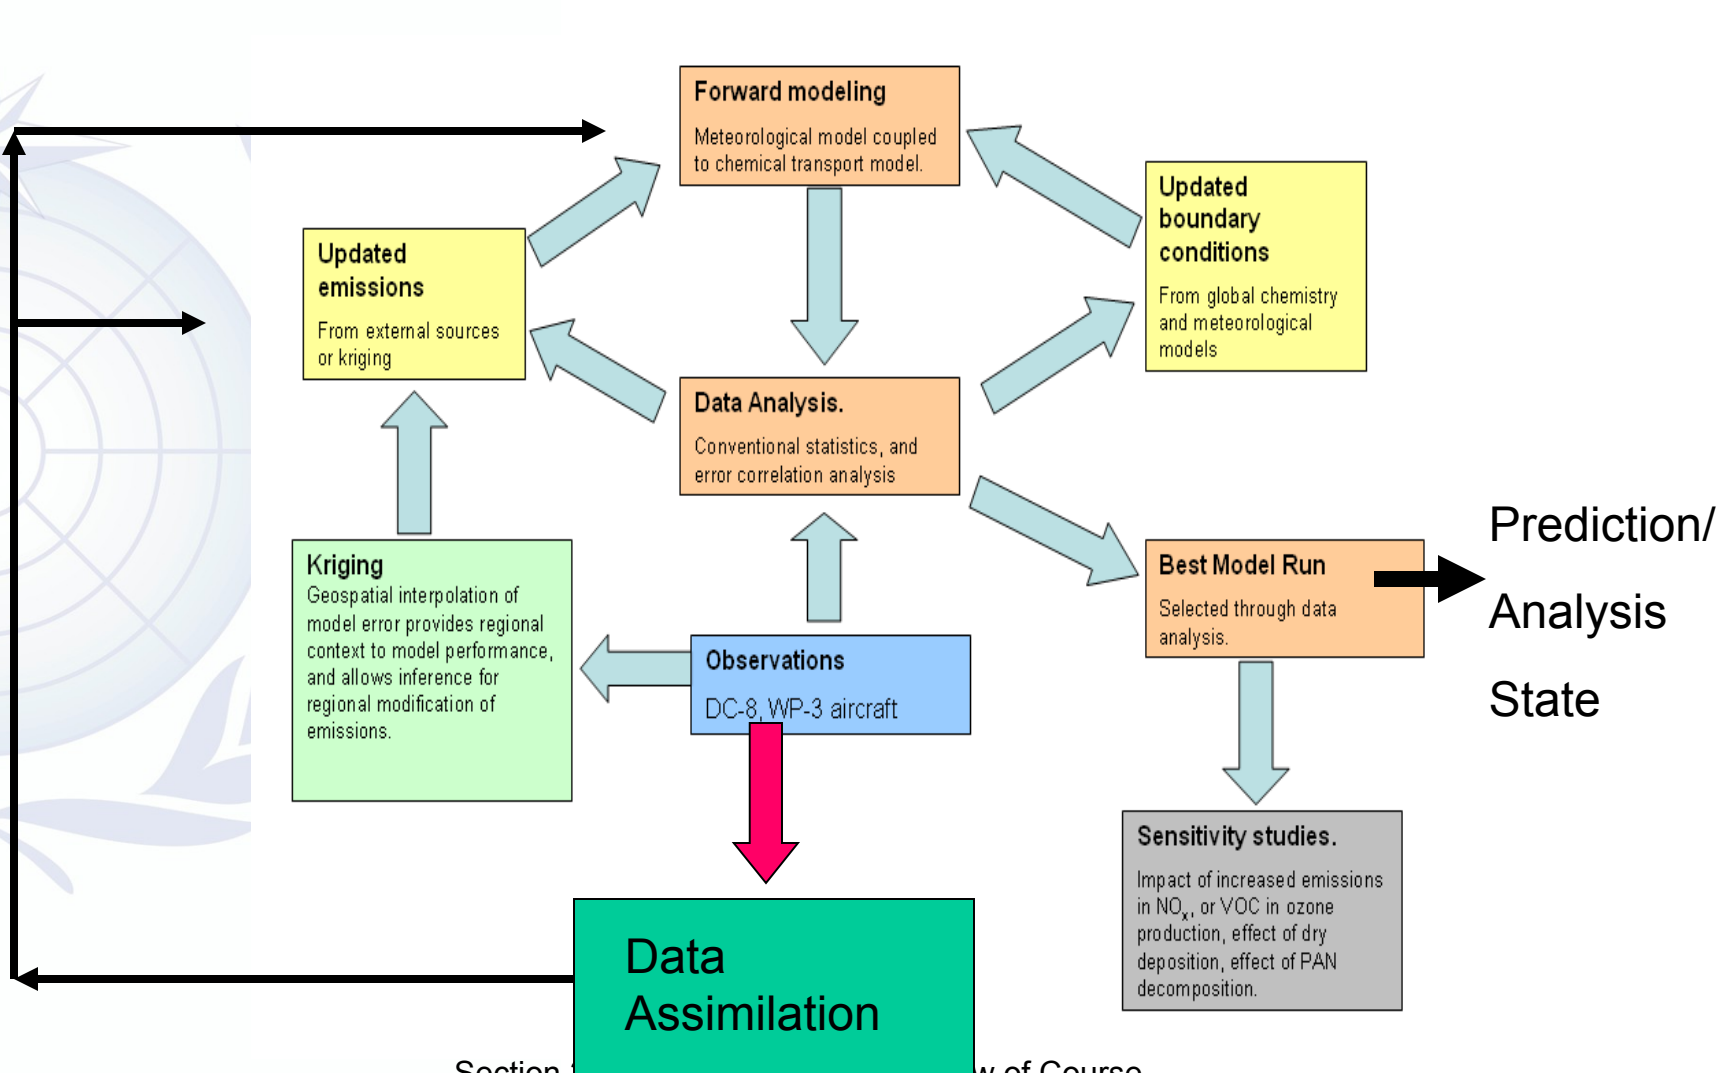 Forward modeling
Meteorological model coupled
to chemical transport model.
Updated
boundary
conditions
From global chemistry
and meteorological
models
Updated
emissions
From external sources
or kriging
Data Analysis.
Conventional statistics, and
error correlation analysis
Prediction/
Analysis
State
Best Model Run
Selected through data
analysis.
Kriging
Geospatial interpolation of
model error provides regional
context to model performance,
and allows inference for
regional modification of
emissions.
Observations
DC-8, WP-3 aircraft
Sensitivity studies.
Impact of increased emissions
in NOx, or VOC in ozone
production, effect of dry
deposition, effect of PAN
decomposition.
Data
Assimilation
Section of Course